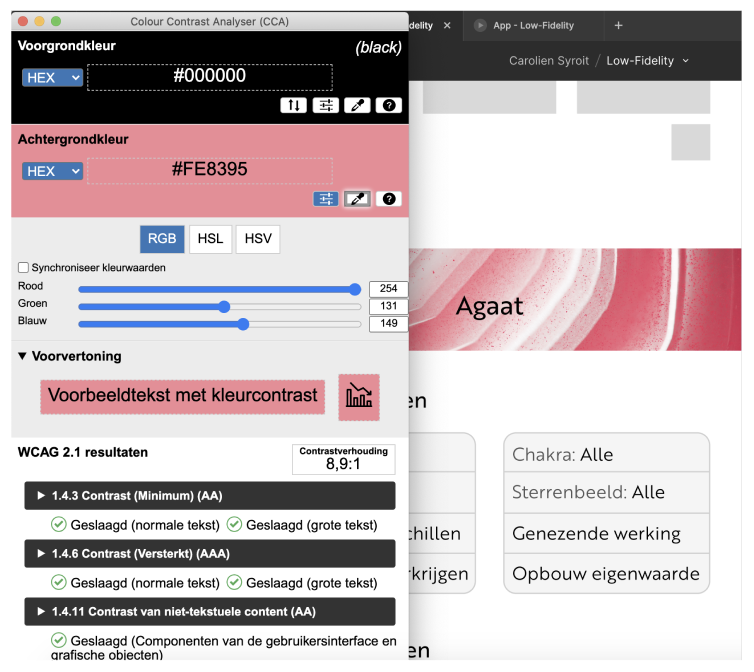 Colour Contrast Analyser (CCA)
Voorgrondkleur
(black)
HEX
#000000
Achtergrondkleur
HEX
#FE8395
RGB
HSL
HSV
Synchroniseer kleurwaarden
Rood
254
Groen
131
Blauw
149
Voorvertoning
Voorbeeldtekst met kleurcontrast
WCAG 2.1 resultaten
Contrastverhouding
8,9:1
1.4.3 Contrast (Minimum) (AA)
Geslaagd (normale tekst)
Geslaagd (grote tekst)
1.4.6 Contrast (Versterkt) (AAA)
Geslaagd (normale tekst)
Geslaagd (grote tekst)
1.4.11 Contrast van niet-tekstuele content (AA)
Geslaagd (Componenten van de gebruikersinterface en
grafische objecten)
delity
App - Low-Fidelity
Carolien Syroit / Low-Fidelity
Agaat
en
Chakra: Alle
Sterrenbeeld: Alle
chillen
Genezende werking
rkrijgen
Opbouw eigenwaarde
en